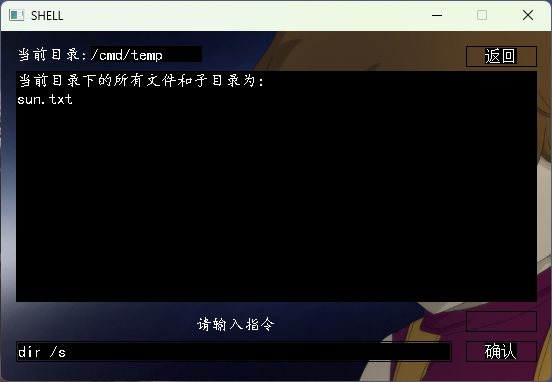 SHELL
当前目录:/cmd/temp
返回
当前目录下的所有文件和子目录为:
sun.txt
请输入指令
dir /s
确认